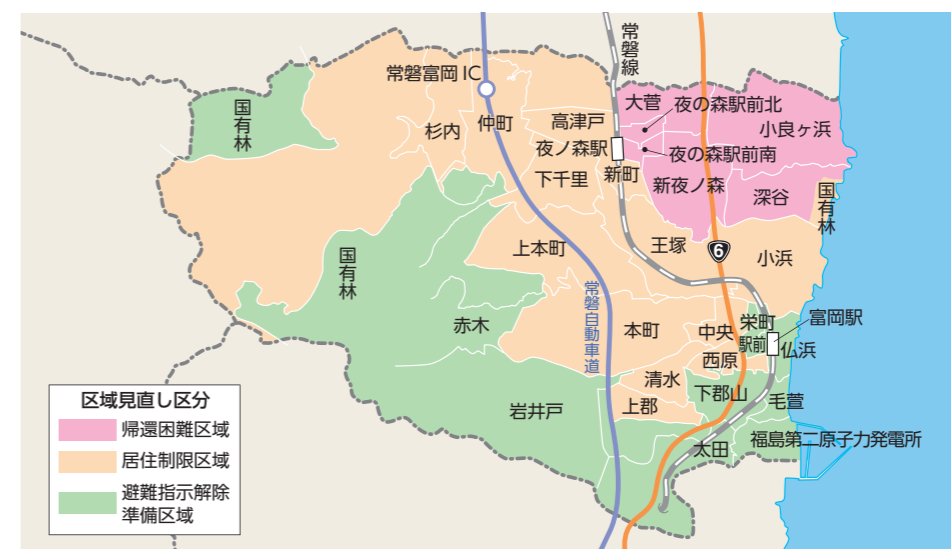 常磐線
常磐富岡IC
大菅
夜の森駅前北
国有林
杉内
仲町
高津戸
小良ヶ浜
夜ノ森駅
夜の森駅前南
下千里
新町
新夜ノ森
深谷
国有林
国有林
上本町
王塚
6
小浜
常磐自動車道
赤木
本町
中央
栄町
富岡駅
駅前
仏浜
西原
清水
下郡山
毛萱
岩井戸
上郡
太田
福島第二原子力発電所
区域見直し区分
帰還困難区域
居住制限区域
避難指示解除
準備区域